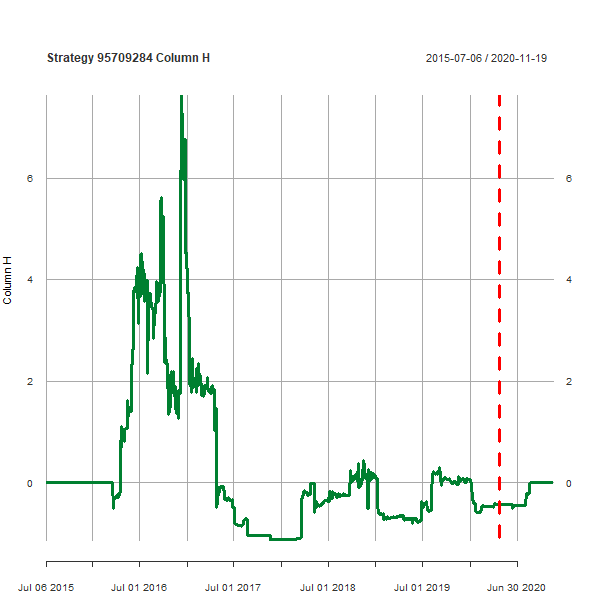 Strategy 95709284 Column H
2015-07-06 / 2020-11-19
6
6
4
4
2
2
0
0
Column H
Jul 06 2015
Jul 01 2016
Jul 01 2017
Jul 01 2018
Jul 01 2019
Jun 30 2020